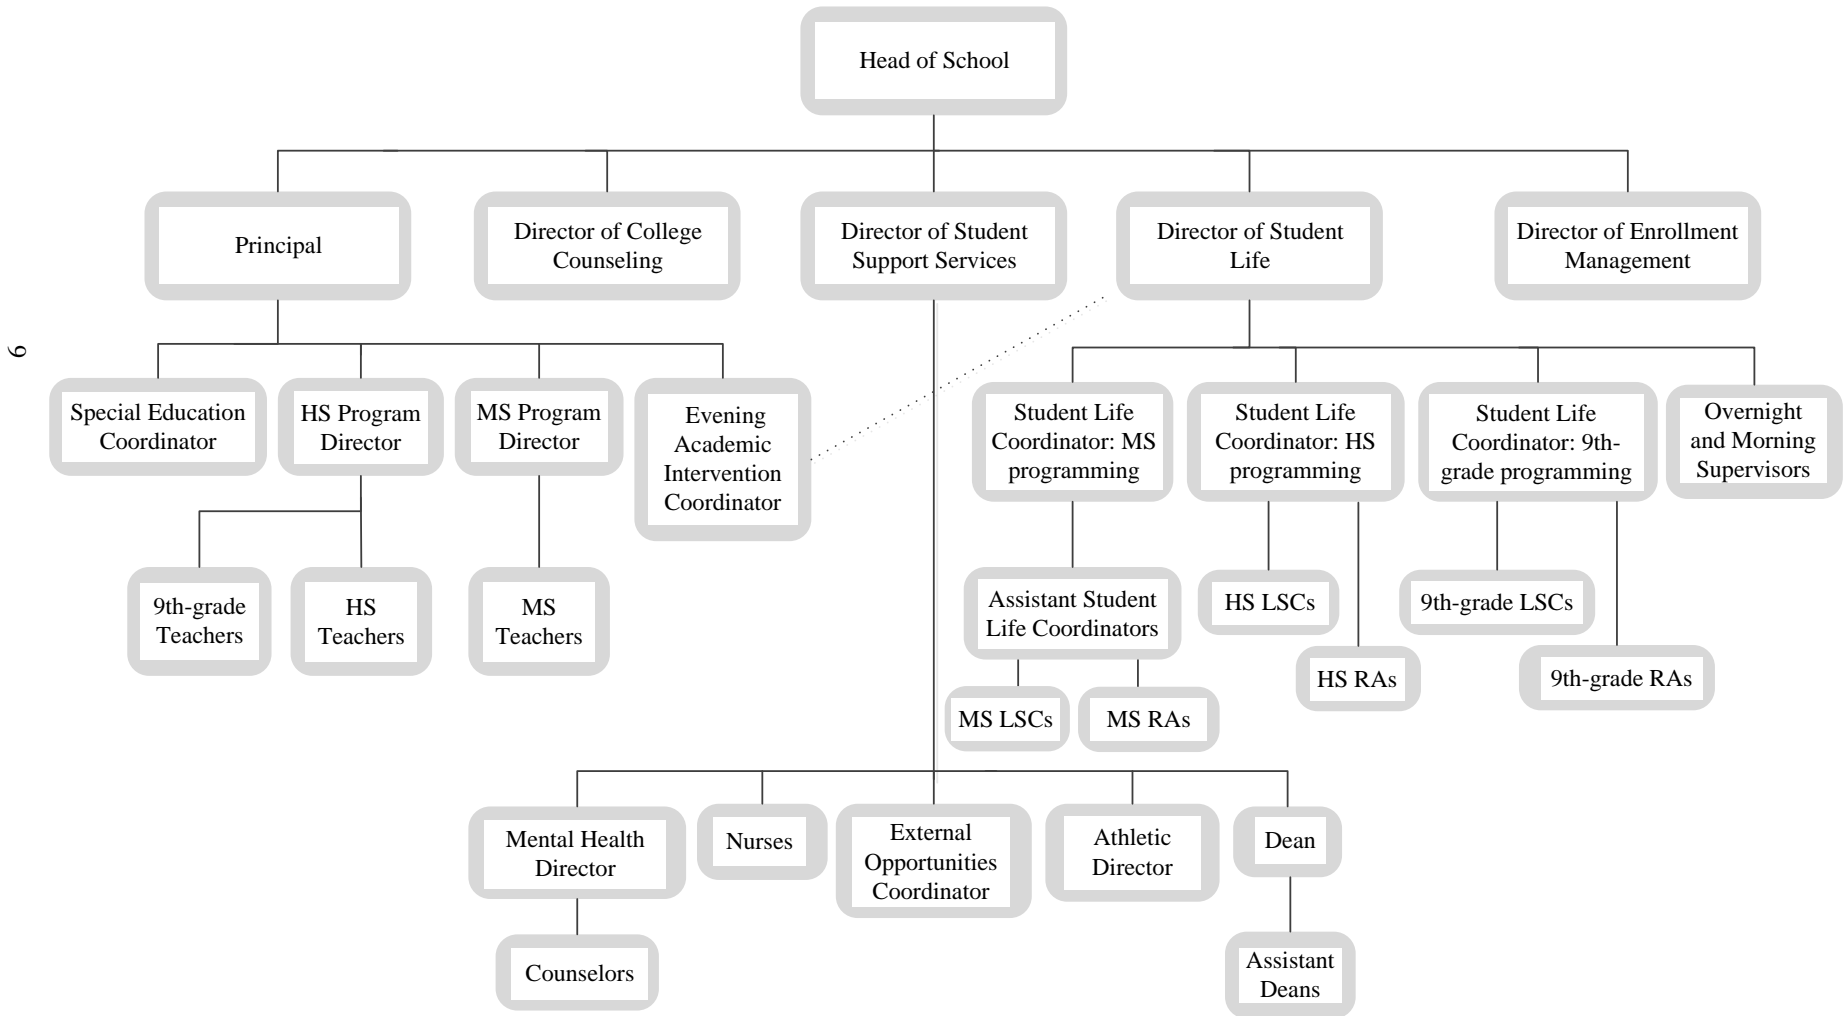 Head of School
Principal
Director of College
Counseling
Director of Student
Support Services
Director of Student
Life
Director of Enrollment
Management
9
Special Education
Coordinator
HS Program
Director
MS Program
Director
Evening
Academic
Intervention
Coordinator
Student Life
Coordinator: MS
programming
Student Life
Coordinator: HS
programming
Student Life
Coordinator: 9th-
grade programming
Overnight
and Morning
Supervisors
9th-grade
Teachers
HS
Teachers
MS
Teachers
Assistant Student
Life Coordinators
HS LSCs
9th-grade LSCs
HS RAs
9th-grade RAs
MS LSCs
MS RAs
Mental Health
Director
Nurses
External
Opportunities
Coordinator
Athletic
Director
Dean
Counselors
Assistant
Deans